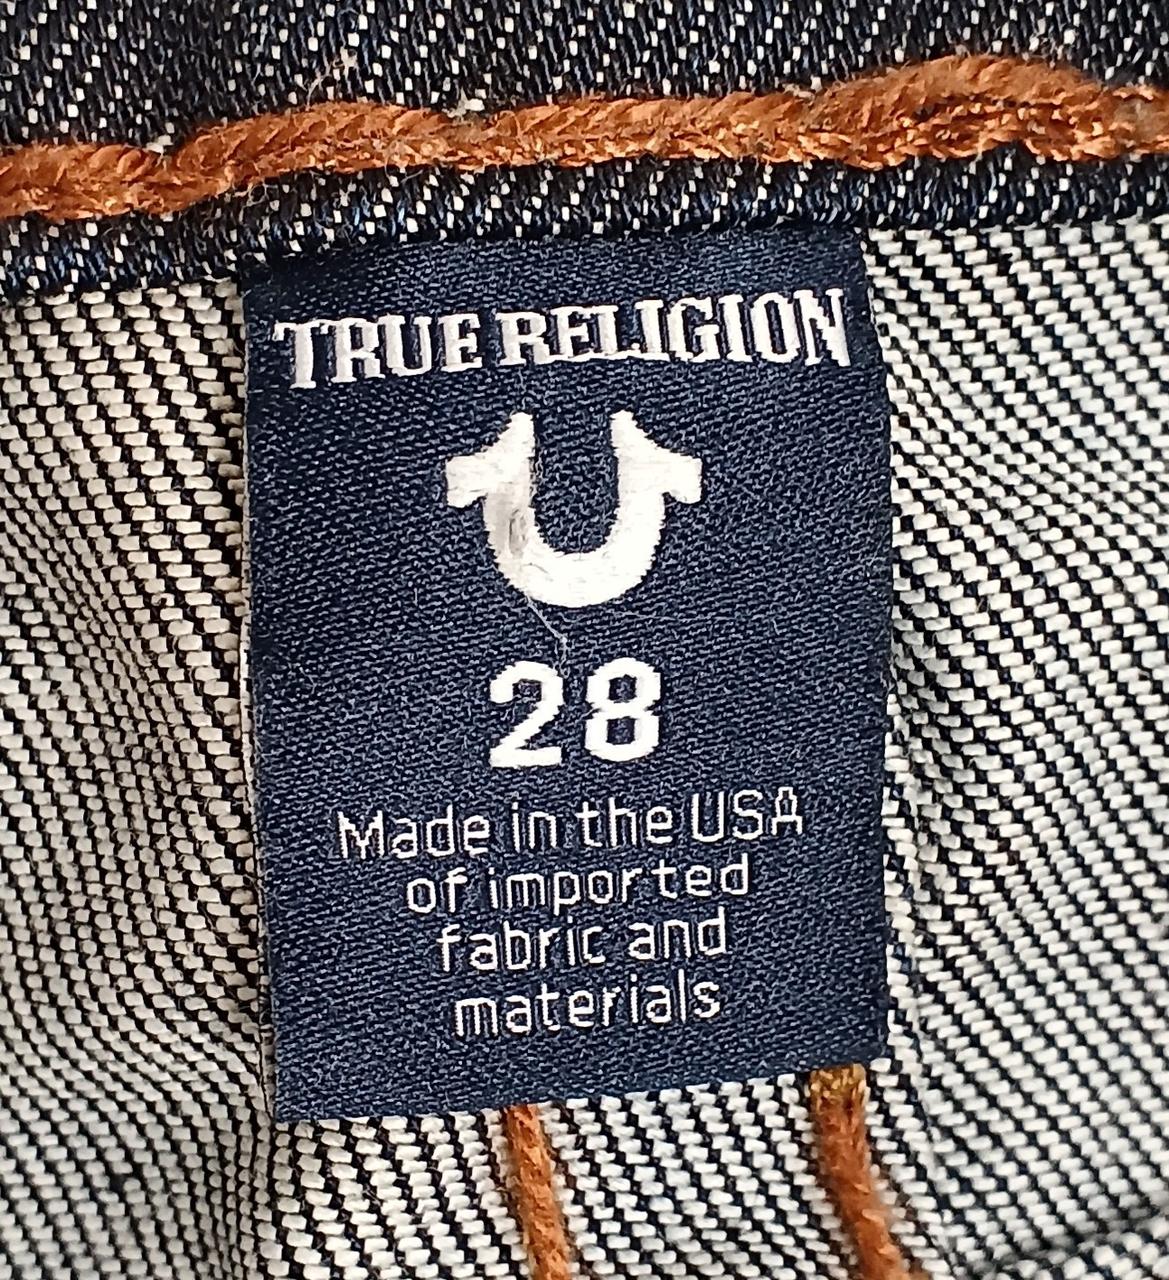 TRUE RELIGION
28
Made in the USA
of imported
fabric and
materials